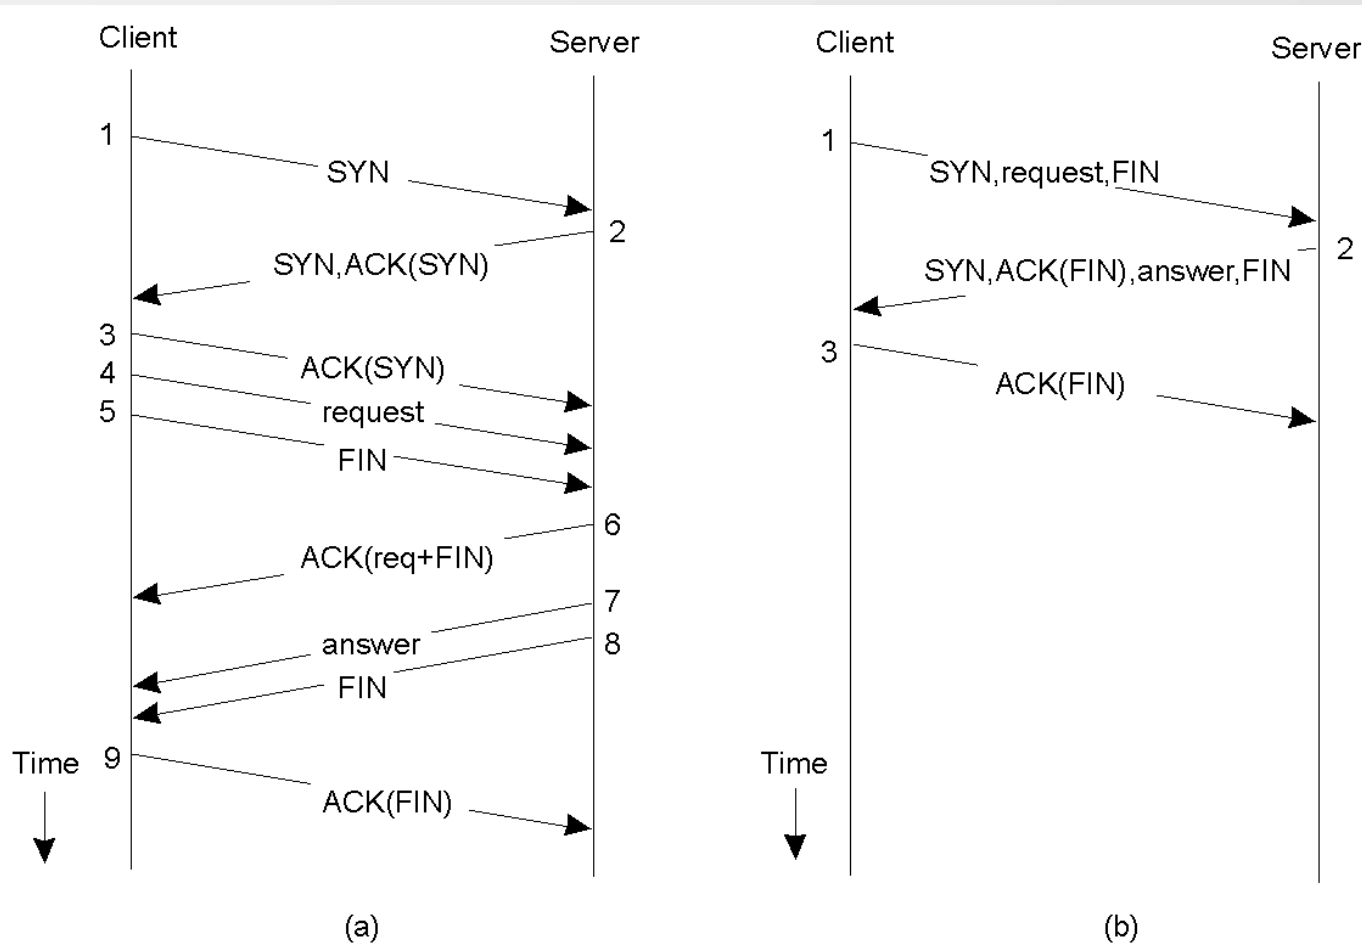 Client
Server
1
SYN
2
SYN,ACK(SYN)
3
ACK(SYN)
4
request
5
FIN
6
ACK(req+FIN)
7
answer
8
FIN
9
Time
ACK(FIN)
(a)
Client
Server
1
SYN,request,FIN
2
SYN,ACK(FIN),answer,FIN
3
ACK(FIN)
Time
(b)